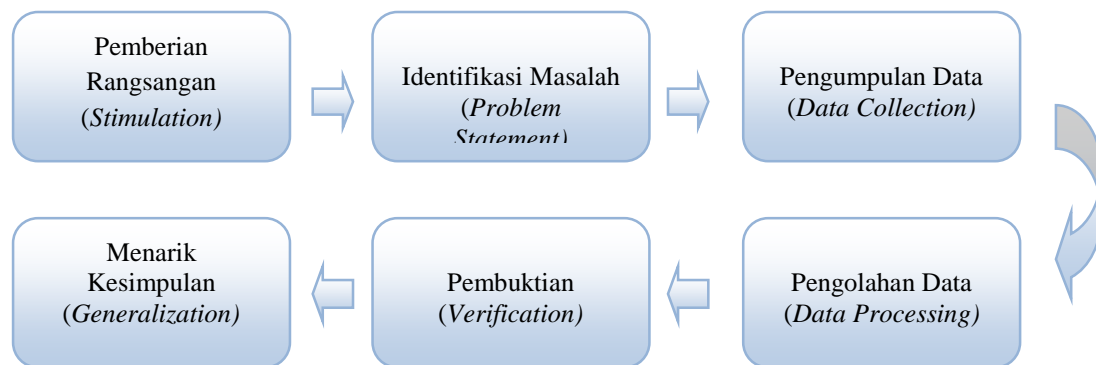 Pemberian
Rangsangan
(Stimulation)
Identifikasi Masalah
(Problem
Statement)
Pengumpulan Data
(Data Collection)
Pengolahan Data
(Data Processing)
Pembuktian
(Verification)
Menarik
Kesimpulan
(Generalization)